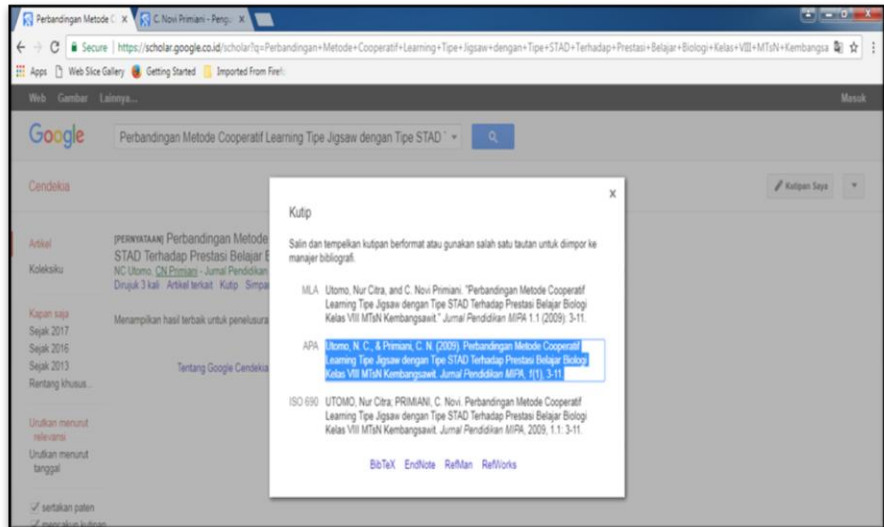 Perbandingan Metode C
C. Novi Primiani - Pengu
Secure | https://scholar.google.co.id/scholar?q=Perbandingan+Metode+Cooperatif+Learning+Tipe+Jigsaw+dengan+Tipe+STAD+Terhadap+Prestasi+Belajar+Biologi+Kelas+VIII+MTsN+Kembangsa
Apps Web Slice Gallery Getting Started Imported From Firef
Web Gambar Lainnya... Masuk
Google Perbandingan Metode Cooperatif Learning Tipe Jigsaw dengan Tipe STAD T
Cendekia Kutipan Saya
Artikel
Koleksiku
Kapan saja
Sejak 2017
Sejak 2016
Sejak 2013
Rentang khusus...
Urutkan menurut
relevansi
Urutkan menurut
tanggal
sertakan paten
mencakup kutipan
[PERNYATAAN] Perbandingan Metode
STAD Terhadap Prestasi Belajar B
NC Utomo, CN Primiani - Jurnal Pendidikan
Dirujuk 3 kali Artikel terkait Kutip Simpan
Menampilkan hasil terbaik untuk penelusura
Tentang Google Cendekia
X
Kutip
Salin dan tempelkan kutipan berformat atau gunakan salah satu tautan untuk diimpor ke
manajer bibliografi.
MLA Utomo, Nur Citra, and C. Novi Primiani. "Perbandingan Metode Cooperatif
Learning Tipe Jigsaw dengan Tipe STAD Terhadap Prestasi Belajar Biologi
Kelas VIII MTsN Kembangsawit." Jurnal Pendidikan MIPA 1.1 (2009): 3-11.
APA Utomo, N. C., & Primiani, C. N. (2009). Perbandingan Metode Cooperatif
Learning Tipe Jigsaw dengan Tipe STAD Terhadap Prestasi Belajar Biologi
Kelas VIII MTsN Kembangsawit. Jurnal Pendidikan MIPA, 1(1), 3-11.
ISO 690 UTOMO, Nur Citra; PRIMIANI, C. Novi. Perbandingan Metode Cooperatif
Learning Tipe Jigsaw dengan Tipe STAD Terhadap Prestasi Belajar Biologi
Kelas VIII MTsN Kembangsawit. Jurnal Pendidikan MIPA, 2009, 1.1: 3-11.
BibTeX EndNote RefMan RefWorks